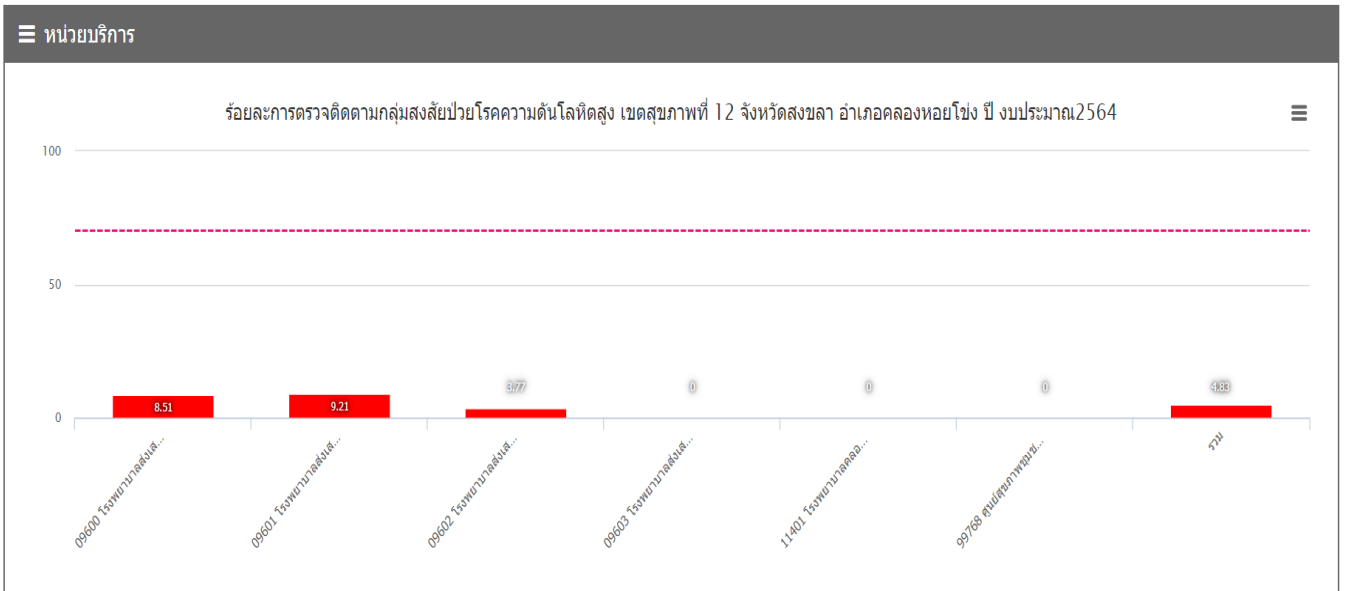 หน่วยบริการ
ร้อยละการตรวจติดตามกลุ่มสงสัยป่วยโรคความดันโลหิตสูง เขตสุขภาพที่ 12 จังหวัดสงขลา อำเภอคลองหอยโข่ง ปี งบประมาณ2564
100
50
0
8.51
9.21
3.77
0
0
0
4.83
09600 โรงพยาบาลส่งเส...
09601 โรงพยาบาลส่งเส...
09602 โรงพยาบาลส่งเส...
09603 โรงพยาบาลส่งเส...
11401 โรงพยาบาลคลอ...
99768 ศูนย์สุขภาพชุมช...
รวม